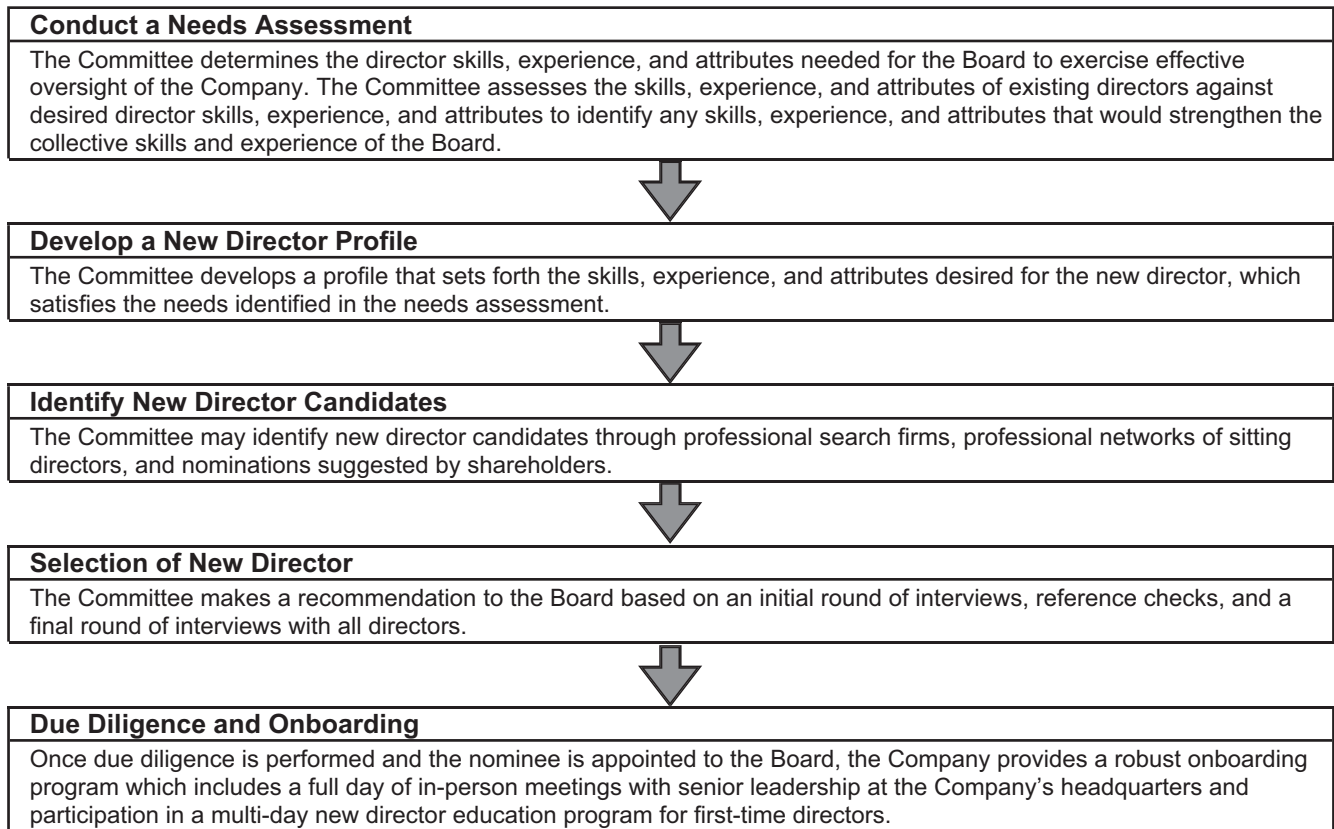 Conduct a Needs Assessment
The Committee determines the director skills, experience, and attributes needed for the Board to exercise effective
oversight of the Company. The Committee assesses the skills, experience, and attributes of existing directors against
desired director skills, experience, and attributes to identify any skills, experience, and attributes that would strengthen the
collective skills and experience of the Board.
Develop a New Director Profile
The Committee develops a profile that sets forth the skills, experience, and attributes desired for the new director, which
satisfies the needs identified in the needs assessment.
Identify New Director Candidates
The Committee may identify new director candidates through professional search firms, professional networks of sitting
directors, and nominations suggested by shareholders.
Selection of New Director
The Committee makes a recommendation to the Board based on an initial round of interviews, reference checks, and a
final round of interviews with all directors.
Due Diligence and Onboarding
Once due diligence is performed and the nominee is appointed to the Board, the Company provides a robust onboarding
program which includes a full day of in-person meetings with senior leadership at the Company’s headquarters and
participation in a multi-day new director education program for first-time directors.